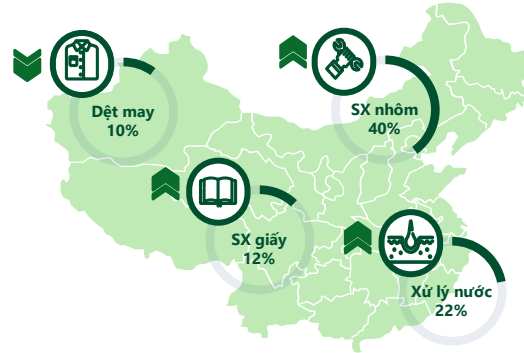 Dệt may
10%
SX nhôm
40%
SX giấy
12%
Xử lý nước
22%